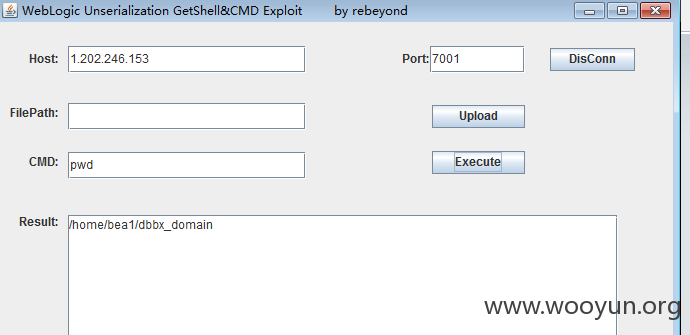 WebLogic Unserialization GetShell&CMD Exploit by rebeyond
Host: 1.202.246.153 Port: 7001 DisConn
FilePath: Upload
CMD: pwd Execute
Result: /home/bea1/dbbx_domain
www.wooyun.org